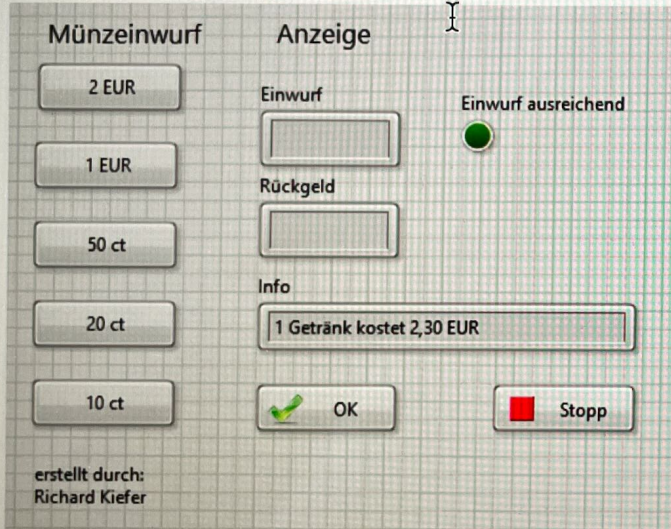 Münzeinwurf
Anzeige
2 EUR
Einwurf
Einwurf ausreichend
1 EUR
Rückgeld
50 ct
Info
20 ct
1 Getränk kostet 2,30 EUR
10 ct
OK
Stopp
erstellt durch:
Richard Kiefer